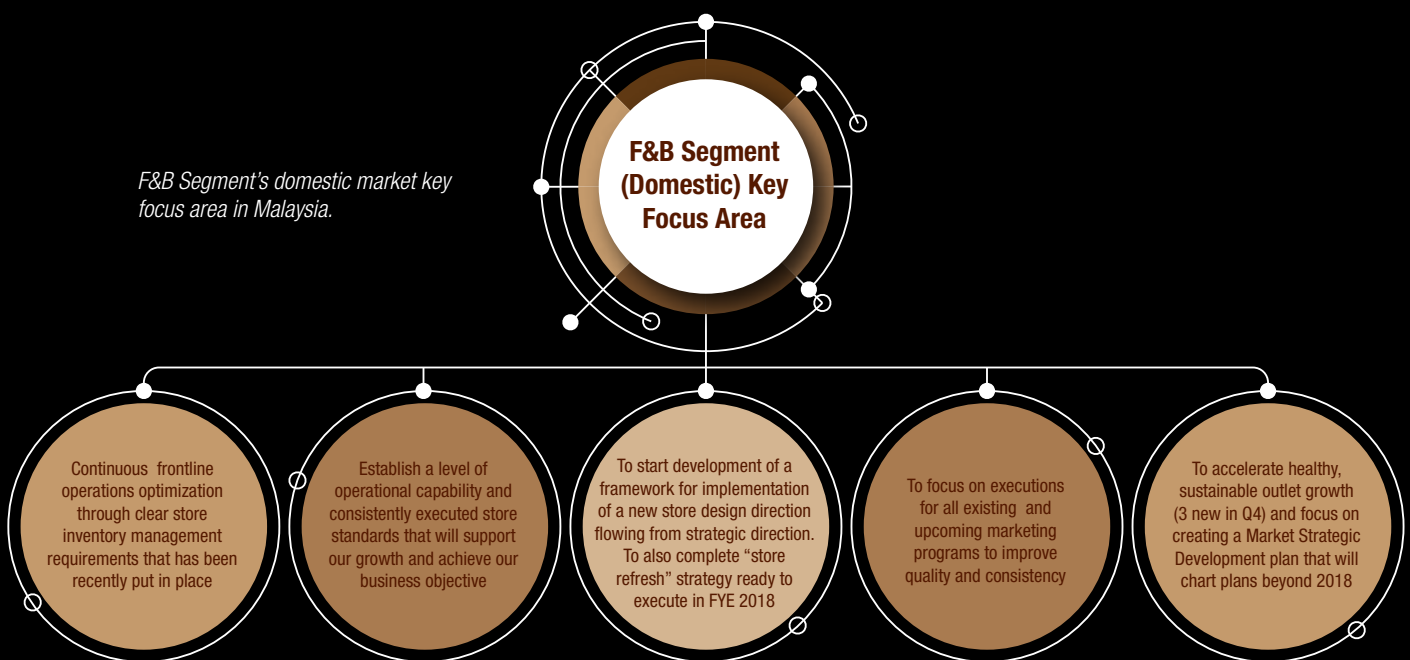 F&B Segment's domestic market key
focus area in Malaysia.
F&B Segment
(Domestic) Key
Focus Area
Continuous frontline
operations optimization
through clear store
inventory management
requirements that has been
recently put in place
Establish a level of
operational capability and
consistently executed store
standards that will support
our growth and achieve our
business objective
To start development of a
framework for implementation
of a new store design direction
flowing from strategic direction.
To also complete “store
refresh” strategy ready to
execute in FYE 2018
To focus on executions
for all existing and
upcoming marketing
programs to improve
quality and consistency
To accelerate healthy,
sustainable outlet growth
(3 new in Q4) and focus on
creating a Market Strategic
Development plan that will
chart plans beyond 2018